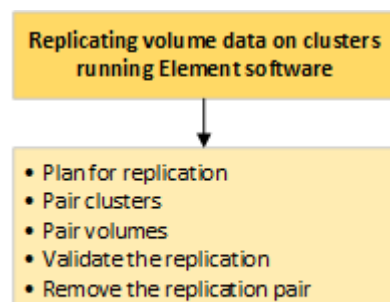 Replicating volume data on clusters
running Element software
• Plan for replication
• Pair clusters
• Pair volumes
• Validate the replication
• Remove the replication pair